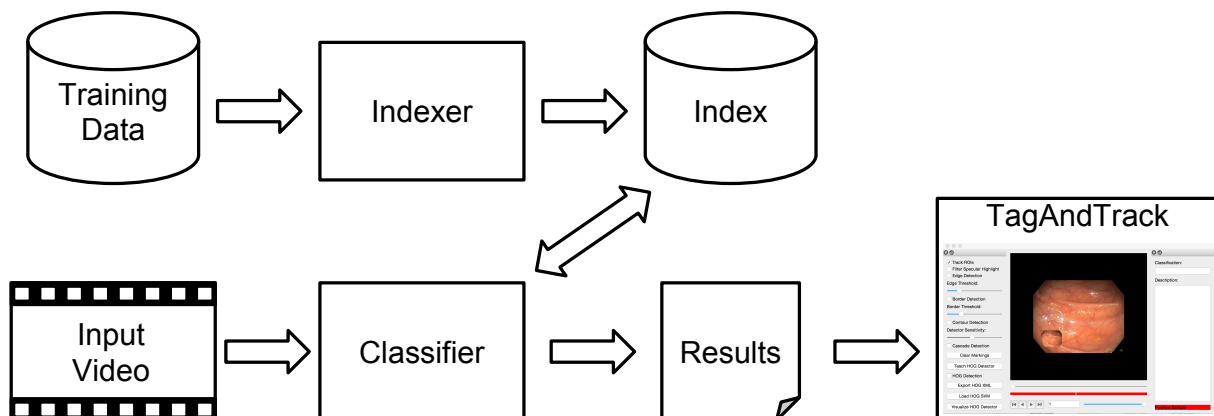 Training
Data
Indexer
Index
TagAndTrack
Input
Video
Classifier
Results
Track ROIs
Filter Specular Highlight
Edge Detection
Edge Threshold:
Border Detection
Border Threshold:
Contour Detection
Detector Sensitivity:
Cascade Detection
Clear Markings
Teach HOG Detector
HOG Detection
Export HOG XML
Load HOG SVM
Visualize HOG Detector
1
Classification:
Description: